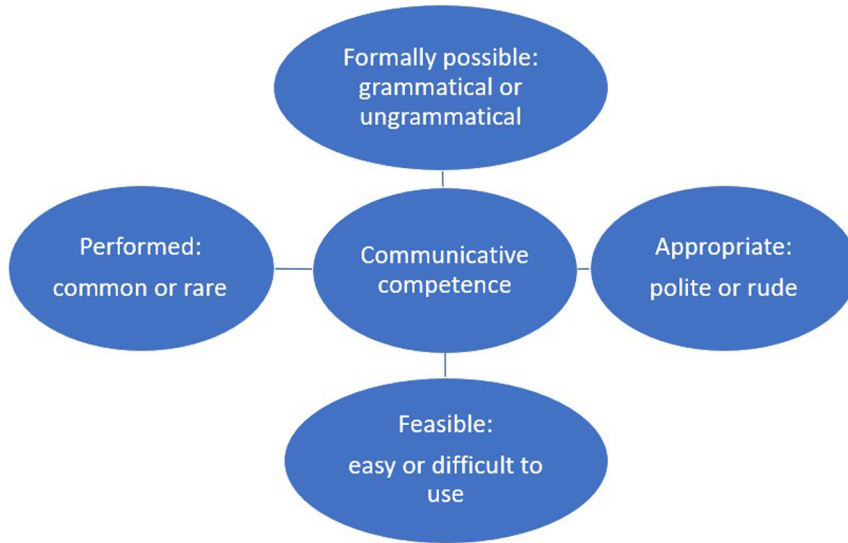 Formally possible:
grammatical or
ungrammatical
Performed:
common or rare
Communicative
competence
Appropriate:
polite or rude
Feasible:
easy or difficult to
use